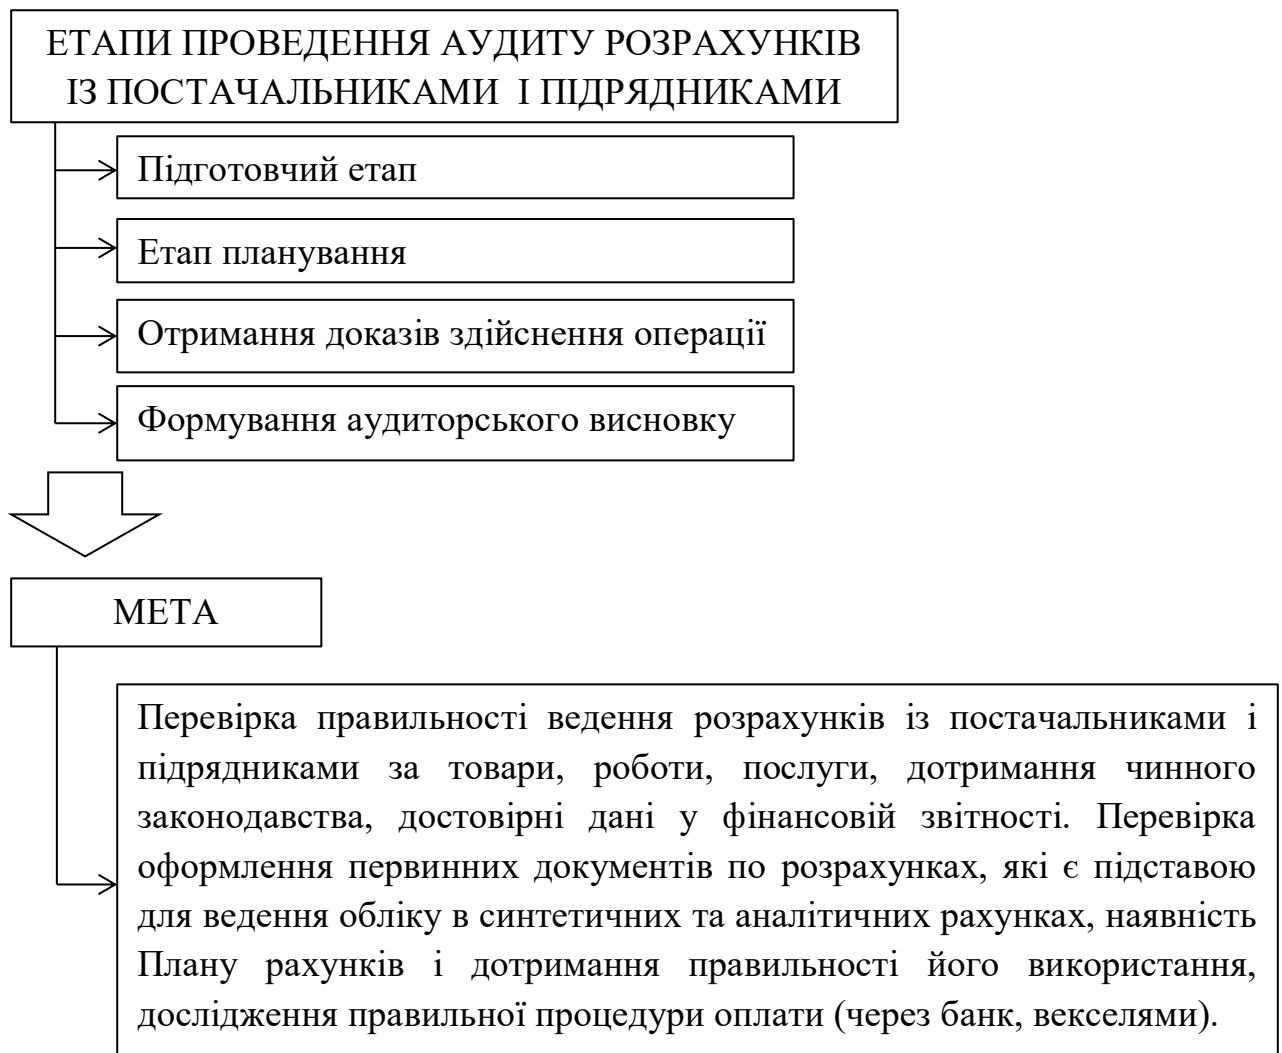 ЕТАПИ ПРОВЕДЕННЯ АУДИТУ РОЗРАХУНКІВ
ІЗ ПОСТАЧАЛЬНИКАМИ І ПІДРЯДНИКАМИ
Підготовчий етап
Етап планування
Отримання доказів здійснення операції
Формування аудиторського висновку
МЕТА
Перевірка правильності ведення розрахунків із постачальниками і
підрядниками за товари, роботи, послуги, дотримання чинного
законодавства, достовірні дані у фінансовій звітності. Перевірка
оформлення первинних документів по розрахунках, які є підставою
для ведення обліку в синтетичних та аналітичних рахунках, наявність
Плану рахунків і дотримання правильності його використання,
дослідження правильної процедури оплати (через банк, векселями).